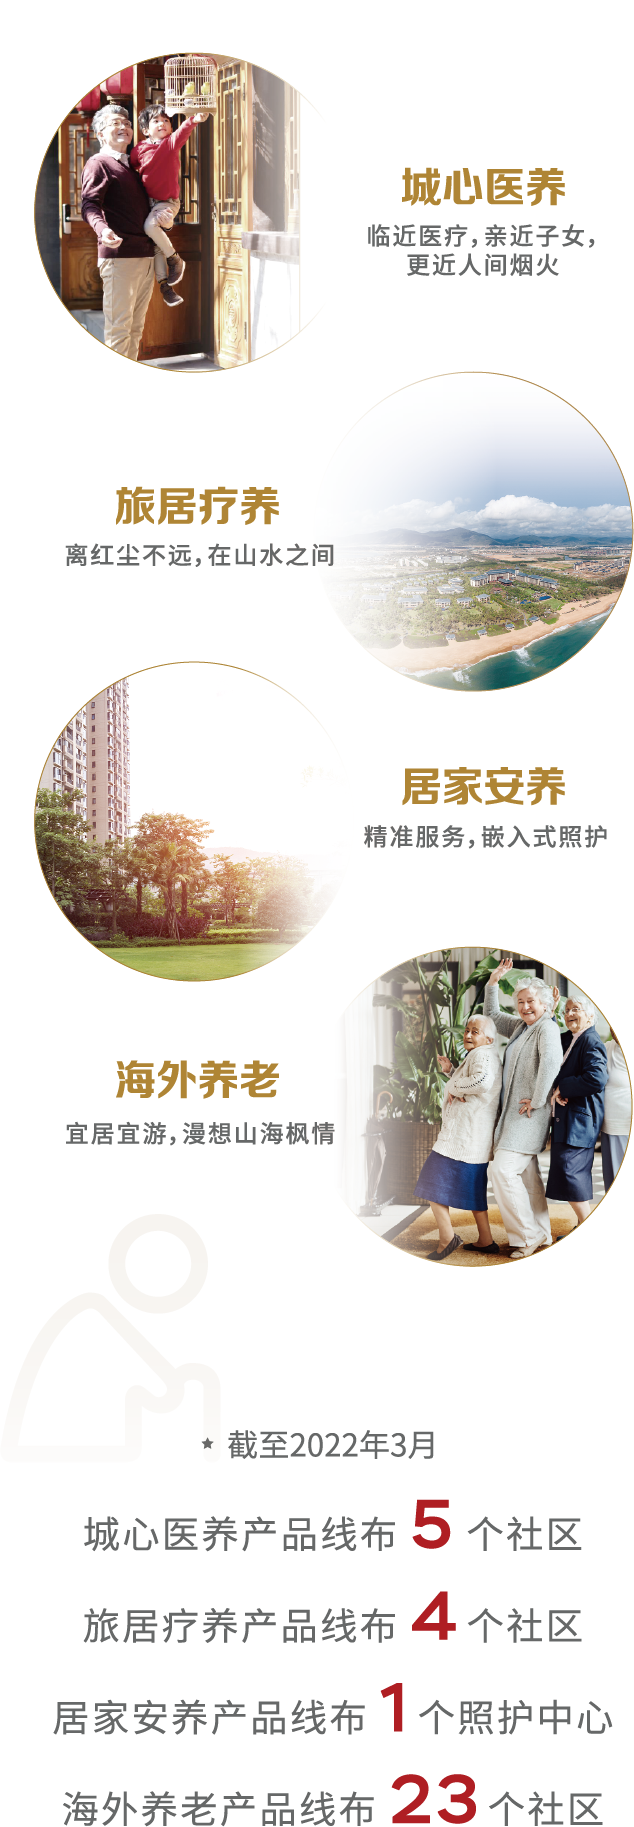 城心医养
临近医疗，亲近子女，
更近人间烟火
旅居疗养
离红尘不远，在山水之间
居家安养
精准服务，嵌入式照护
海外养老
宜居宜游，漫想山海枫情
★ 截至2022年3月
城心医养产品线布 5 个社区
旅居疗养产品线布 4 个社区
居家安养产品线布 1 个照护中心
海外养老产品线布 23 个社区